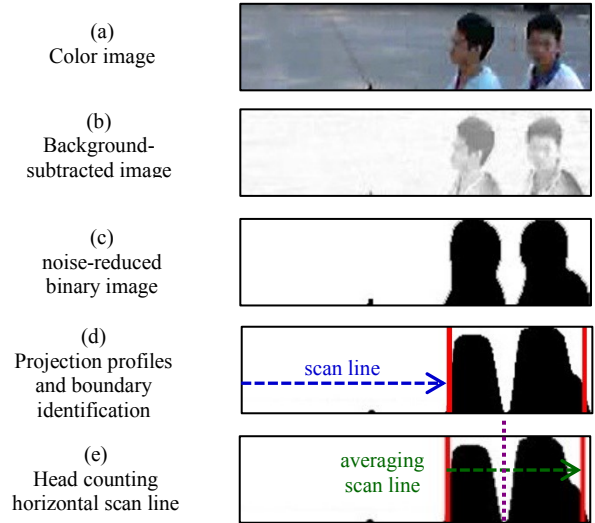 (a)
Color image
(b)
Background-
subtracted image
(c)
noise-reduced
binary image
(d)
Projection profiles
and boundary
identification
scan line
(e)
Head counting
horizontal scan line
averaging
scan line